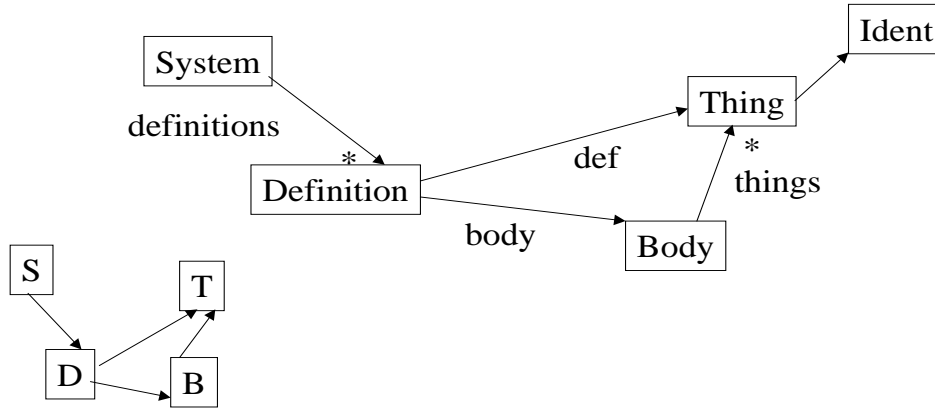 Ident
System
Thing
definitions
*
def
*
things
Definition
body
Body
S
T
D
B